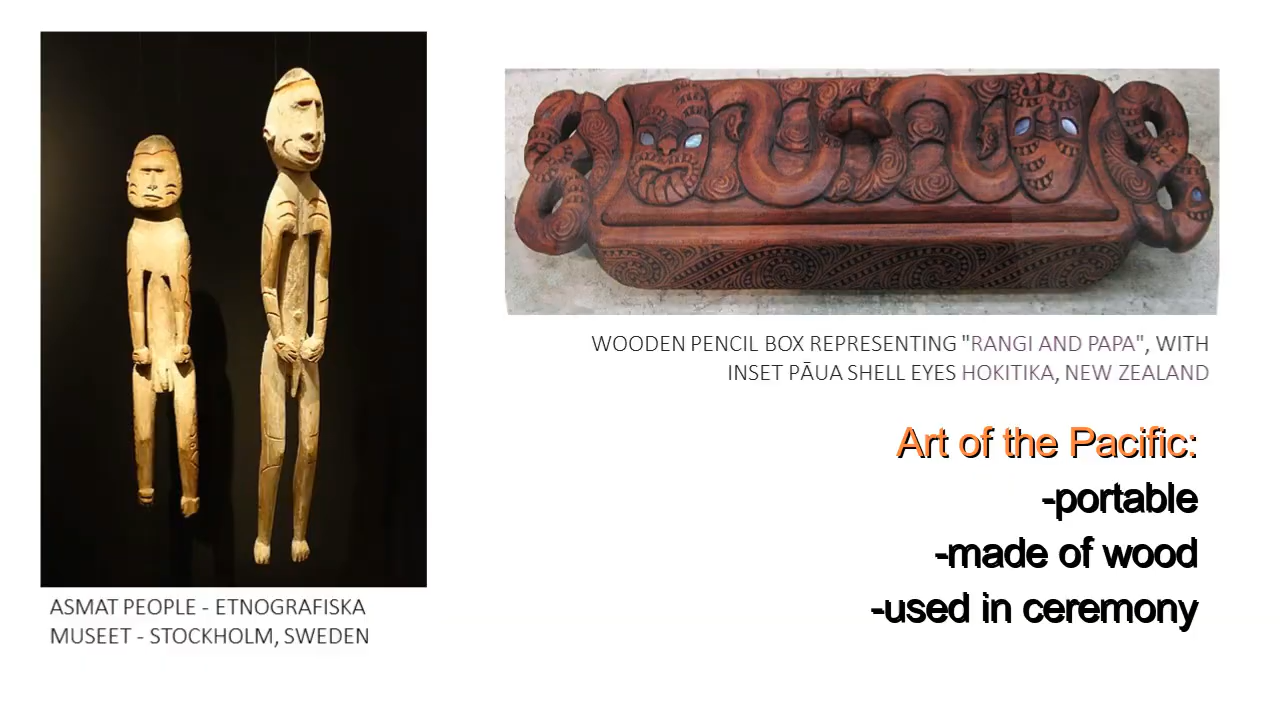 ASMAT PEOPLE - ETNOGRAFISKA
MUSEET - STOCKHOLM, SWEDEN
WOODEN PENCIL BOX REPRESENTING "RANGI AND PAPA", WITH
INSET PĀUA SHELL EYES HOKITIKA, NEW ZEALAND
Art of the Pacific:
-portable
-made of wood
-used in ceremony